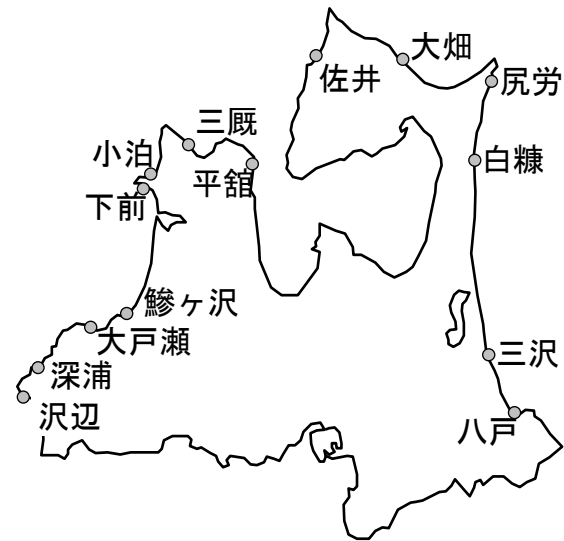 大畑
佐井
尻労
三厩
小泊
白糠
平舘
下前
鰺ヶ沢
大戸瀬
三沢
深浦
沢辺
八戸